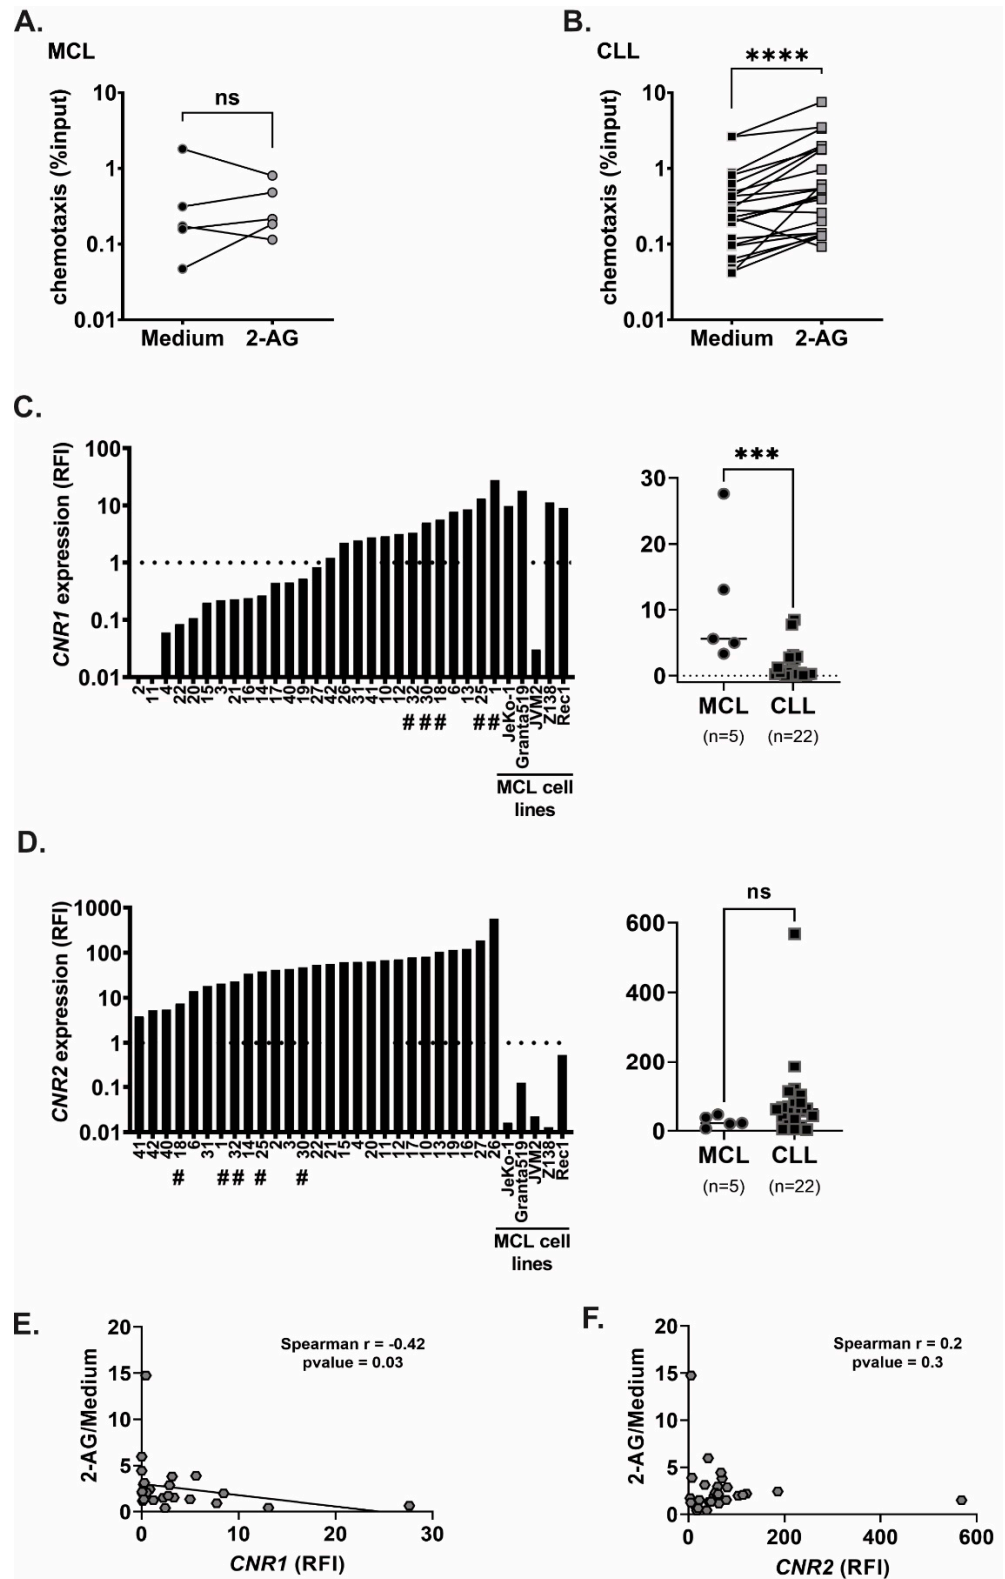 A.
B.
MCL
CLL
ns
****
chemotaxis (%input)
10
1
0.1
0.01
Medium 2-AG
chemotaxis (%input)
10
1
0.1
0.01
Medium 2-AG
C.
CNR1 expression (RFI)
100
10
1
0.1
0.01
2 11 4 22 20 15 3 21 16 14 17 40 19 27 42 26 31 41 10 12 32 30 18 6 13 25 1 JeKo-1 Granta519 JVM2 Z138 Rec1
# ## ##
MCL cell
lines
***
30
20
10
0
MCL CLL
(n=5) (n=22)
D.
CNR2 expression (RFI)
1000
100
10
1
0.1
0.01
41 42 40 18 6 31 1 32 14 25 2 3 30 22 21 15 4 20 11 12 17 10 13 19 16 27 26 JeKo-1 Granta519 JVM2 Z138 Rec1
# ## # #
MCL cell
lines
ns
600
400
200
0
MCL CLL
(n=5) (n=22)
E.
2-AG/Medium
20
15
10
5
0
Spearman r = -0.42
pvalue = 0.03
0 10 20 30
CNR1 (RFI)
F.
2-AG/Medium
20
15
10
5
0
Spearman r = 0.2
pvalue = 0.3
0 200 400 600
CNR2 (RFI)